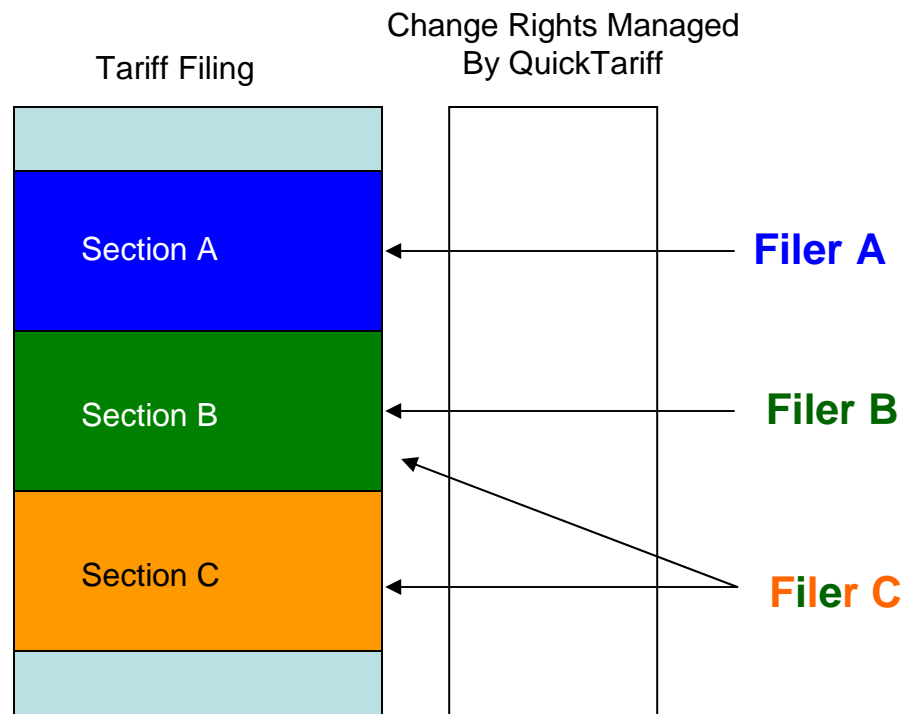 Change Rights Managed
By QuickTariff
Tariff Filing
Section A
Filer A
Section B
Filer B
Section C
Filer C